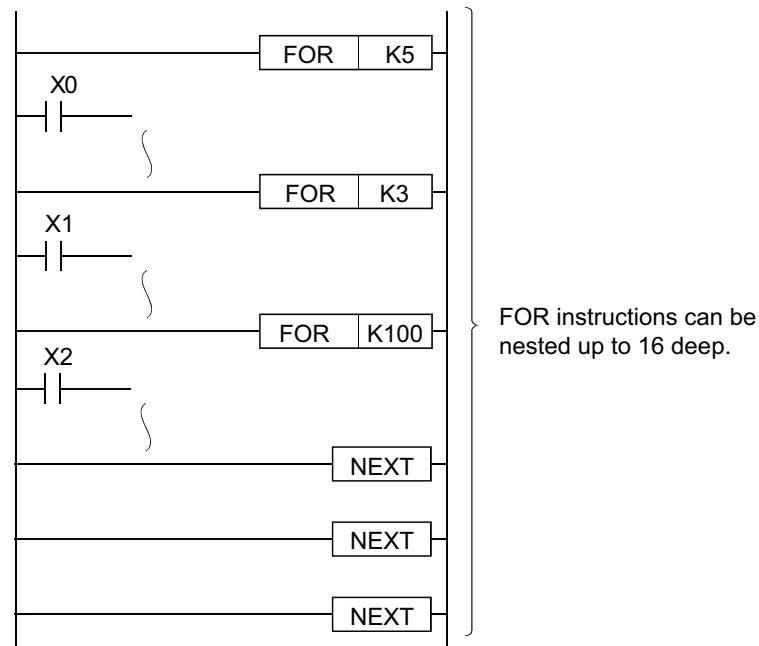 FOR K5
X0
FOR K3
X1
FOR K100
X2
NEXT
NEXT
NEXT
FOR instructions can be
nested up to 16 deep.